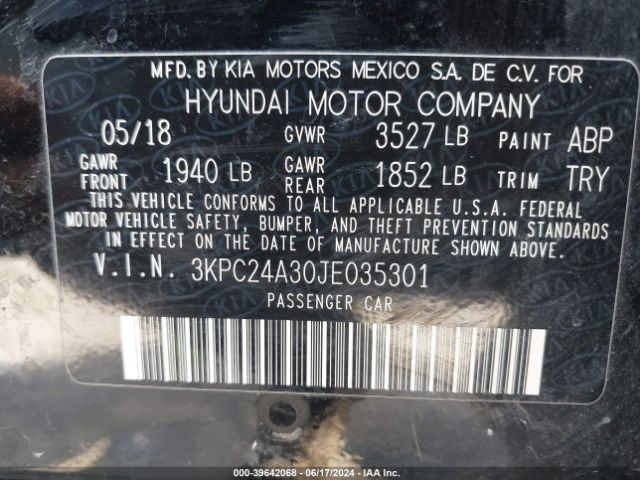 MFD. BY KIA MOTORS MEXICO S.A. DE C.V. FOR
HYUNDAI MOTOR COMPANY
05/18 GVWR 3527 LB PAINT ABP
GAWR FRONT 1940 LB GAWR REAR 1852 LB TRIM TRY
THIS VEHICLE CONFORMS TO ALL APPLICABLE U.S.A. FEDERAL
MOTOR VEHICLE SAFETY, BUMPER, AND THEFT PREVENTION STANDARDS
IN EFFECT ON THE DATE OF MANUFACTURE SHOWN ABOVE.
V.I.N. 3KPC24A30JE035301
PASSENGER CAR
000-39642068 - 06/17/2024 - IAA Inc.